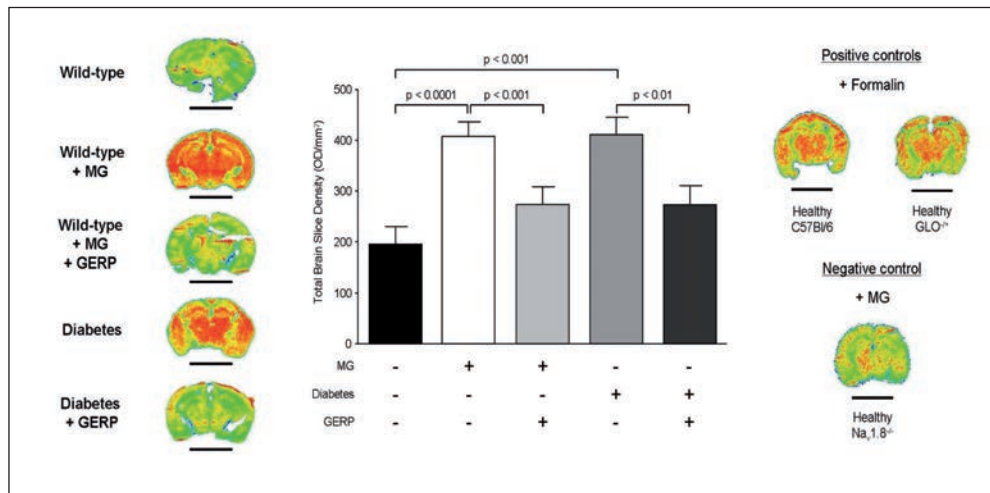 Wild-type
Wild-type
+ MG
Wild-type
+ MG
+ GERP
Diabetes
Diabetes
+ GERP
p < 0.001
p < 0.0001
p < 0.001
p < 0.01
Total Brain Slice Density (OD/mm²)
500
400
300
200
100
0
MG - + + - -
Diabetes - - - + +
GERP - - + - +
Positive controls
+ Formalin
Healthy
C57Bl/6
Healthy
Negative control
+ MG
Healthy
Naᵥ1.8⁻/⁻